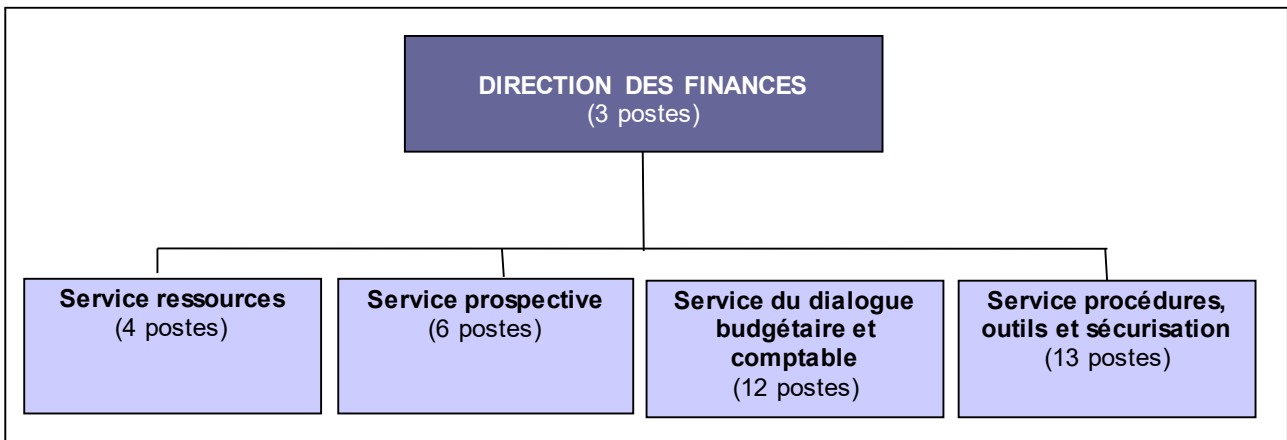 DIRECTION DES FINANCES
(3 postes)
Service ressources
(4 postes)
Service prospective
(6 postes)
Service du dialogue
budgétaire et
comptable
(12 postes)
Service procédures,
outils et sécurisation
(13 postes)